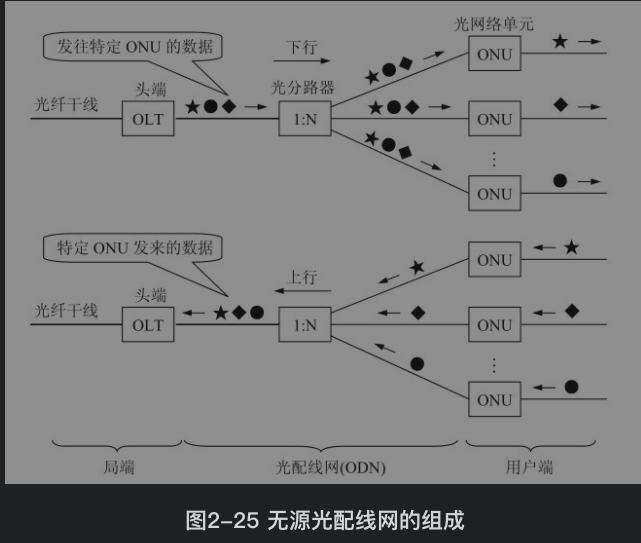 光网络单元
发往特定 ONU 的数据
下行
ONU
头端
光分路器
光纤干线
OLT
1:N
ONU
ONU
特定 ONU 发来的数据
上行
ONU
头端
光纤干线
OLT
1:N
ONU
ONU
局端
光配线网(ODN)
用户端
图2-25 无源光配线网的组成